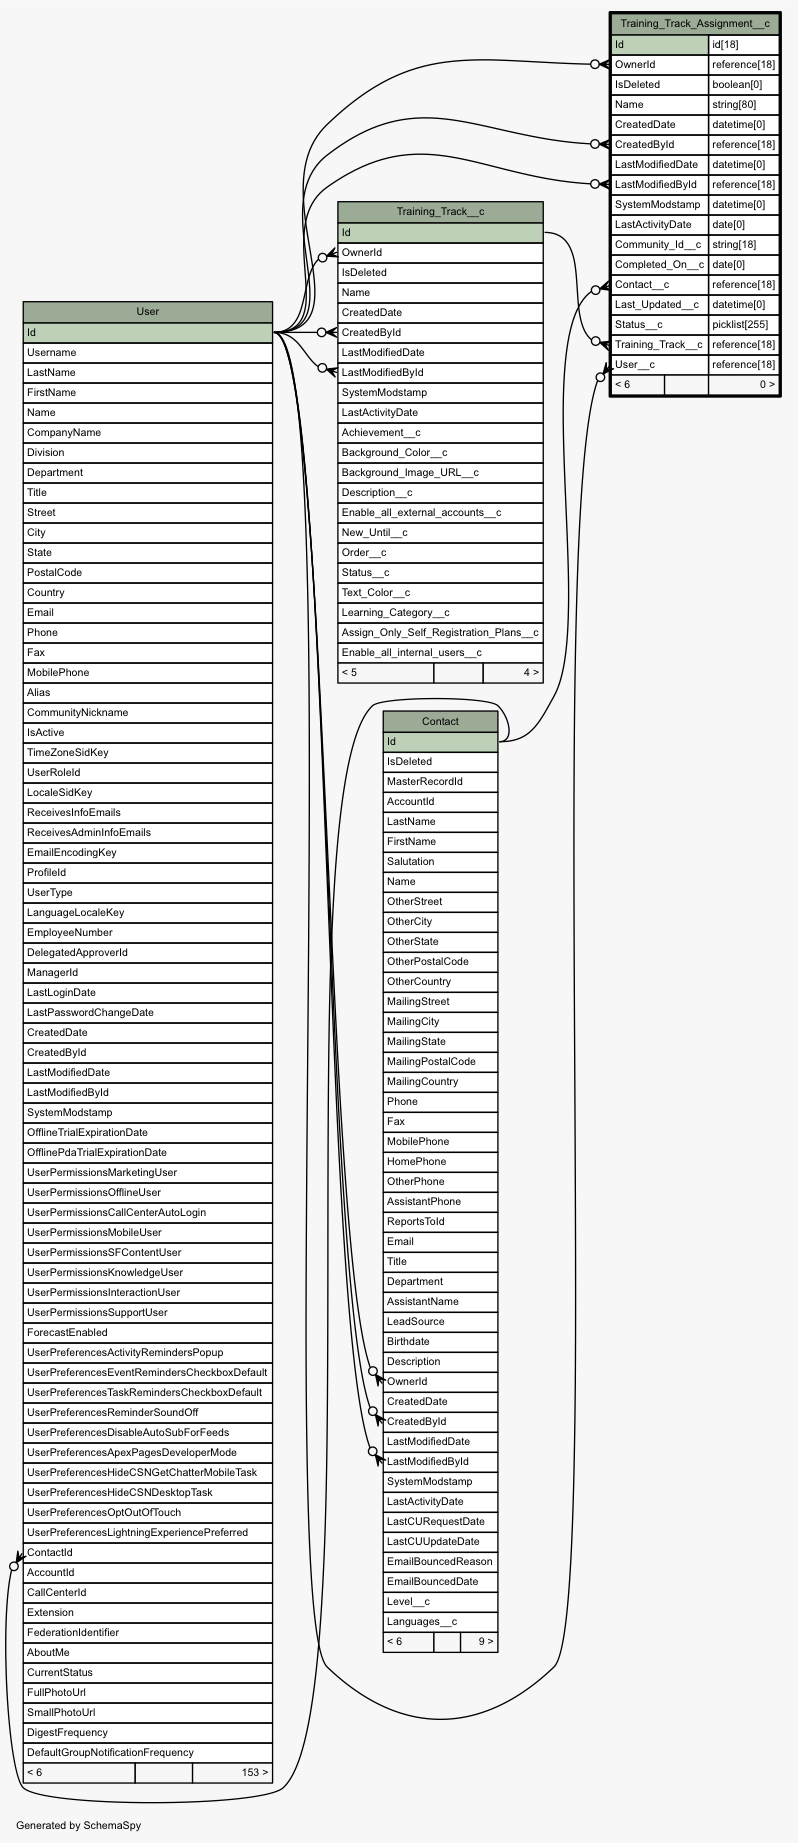 Training_Track_Assignment__c
Id id[18]
OwnerId reference[18]
IsDeleted boolean[0]
Name string[80]
CreatedDate datetime[0]
CreatedById reference[18]
LastModifiedDate datetime[0]
LastModifiedById reference[18]
SystemModstamp datetime[0]
LastActivityDate date[0]
Community_Id__c string[18]
Completed_On__c date[0]
Contact__c reference[18]
Last_Updated__c datetime[0]
Status__c picklist[255]
Training_Track__c reference[18]
User__c reference[18]
< 6 0 >
Training_Track__c
Id
OwnerId
IsDeleted
Name
CreatedDate
CreatedById
LastModifiedDate
LastModifiedById
SystemModstamp
LastActivityDate
Achievement__c
Background_Color__c
Background_Image_URL__c
Description__c
Enable_all_external_accounts__c
New_Until__c
Order__c
Status__c
Text_Color__c
Learning_Category__c
Assign_Only_Self_Registration_Plans__c
Enable_all_internal_users__c
< 5 4 >
User
Id
Username
LastName
FirstName
Name
CompanyName
Division
Department
Title
Street
City
State
PostalCode
Country
Email
Phone
Fax
MobilePhone
Alias
CommunityNickname
IsActive
TimeZoneSidKey
UserRoleId
LocaleSidKey
ReceivesInfoEmails
ReceivesAdminInfoEmails
EmailEncodingKey
ProfileId
UserType
LanguageLocaleKey
EmployeeNumber
DelegatedApproverId
ManagerId
LastLoginDate
LastPasswordChangeDate
CreatedDate
CreatedById
LastModifiedDate
LastModifiedById
SystemModstamp
OfflineTrialExpirationDate
OfflinePdaTrialExpirationDate
UserPermissionsMarketingUser
UserPermissionsOfflineUser
UserPermissionsCallCenterAutoLogin
UserPermissionsMobileUser
UserPermissionsSFContentUser
UserPermissionsKnowledgeUser
UserPermissionsInteractionUser
UserPermissionsSupportUser
ForecastEnabled
UserPreferencesActivityRemindersPopup
UserPreferencesEventRemindersCheckboxDefault
UserPreferencesTaskRemindersCheckboxDefault
UserPreferencesReminderSoundOff
UserPreferencesDisableAutoSubForFeeds
UserPreferencesApexPagesDeveloperMode
UserPreferencesHideCSNGetChatterMobileTask
UserPreferencesHideCSNDesktopTask
UserPreferencesOptOutOfTouch
UserPreferencesLightningExperiencePreferred
ContactId
AccountId
CallCenterId
Extension
FederationIdentifier
AboutMe
CurrentStatus
FullPhotoUrl
SmallPhotoUrl
DigestFrequency
DefaultGroupNotificationFrequency
< 6 153 >
Contact
Id
IsDeleted
MasterRecordId
AccountId
LastName
FirstName
Salutation
Name
OtherStreet
OtherCity
OtherState
OtherPostalCode
OtherCountry
MailingStreet
MailingCity
MailingState
MailingPostalCode
MailingCountry
Phone
Fax
MobilePhone
HomePhone
OtherPhone
AssistantPhone
ReportsToId
Email
Title
Department
AssistantName
LeadSource
Birthdate
Description
OwnerId
CreatedDate
CreatedById
LastModifiedDate
LastModifiedById
SystemModstamp
LastActivityDate
LastCURequestDate
LastCUUpdateDate
EmailBouncedReason
EmailBouncedDate
Level__c
Languages__c
< 6 9 >
Generated by SchemaSpy